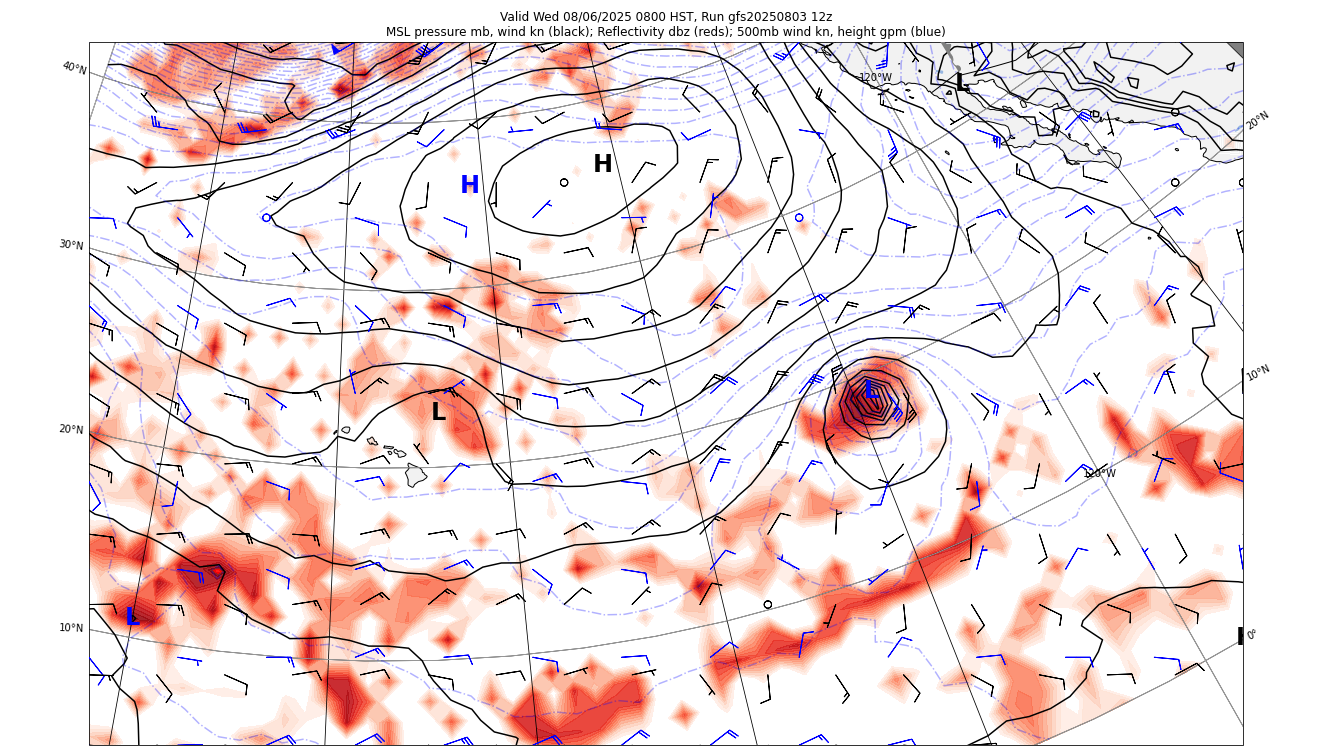 Valid Wed 08/06/2025 0800 HST, Run gfs20250803 12z
MSL pressure mb, wind kn (black); Reflectivity dbz (reds); 500mb wind kn, height gpm (blue)
40°N
120°W
L
20°N
H
H
30°N
10°N
L
L
20°N
120°W
L
10°N
0°